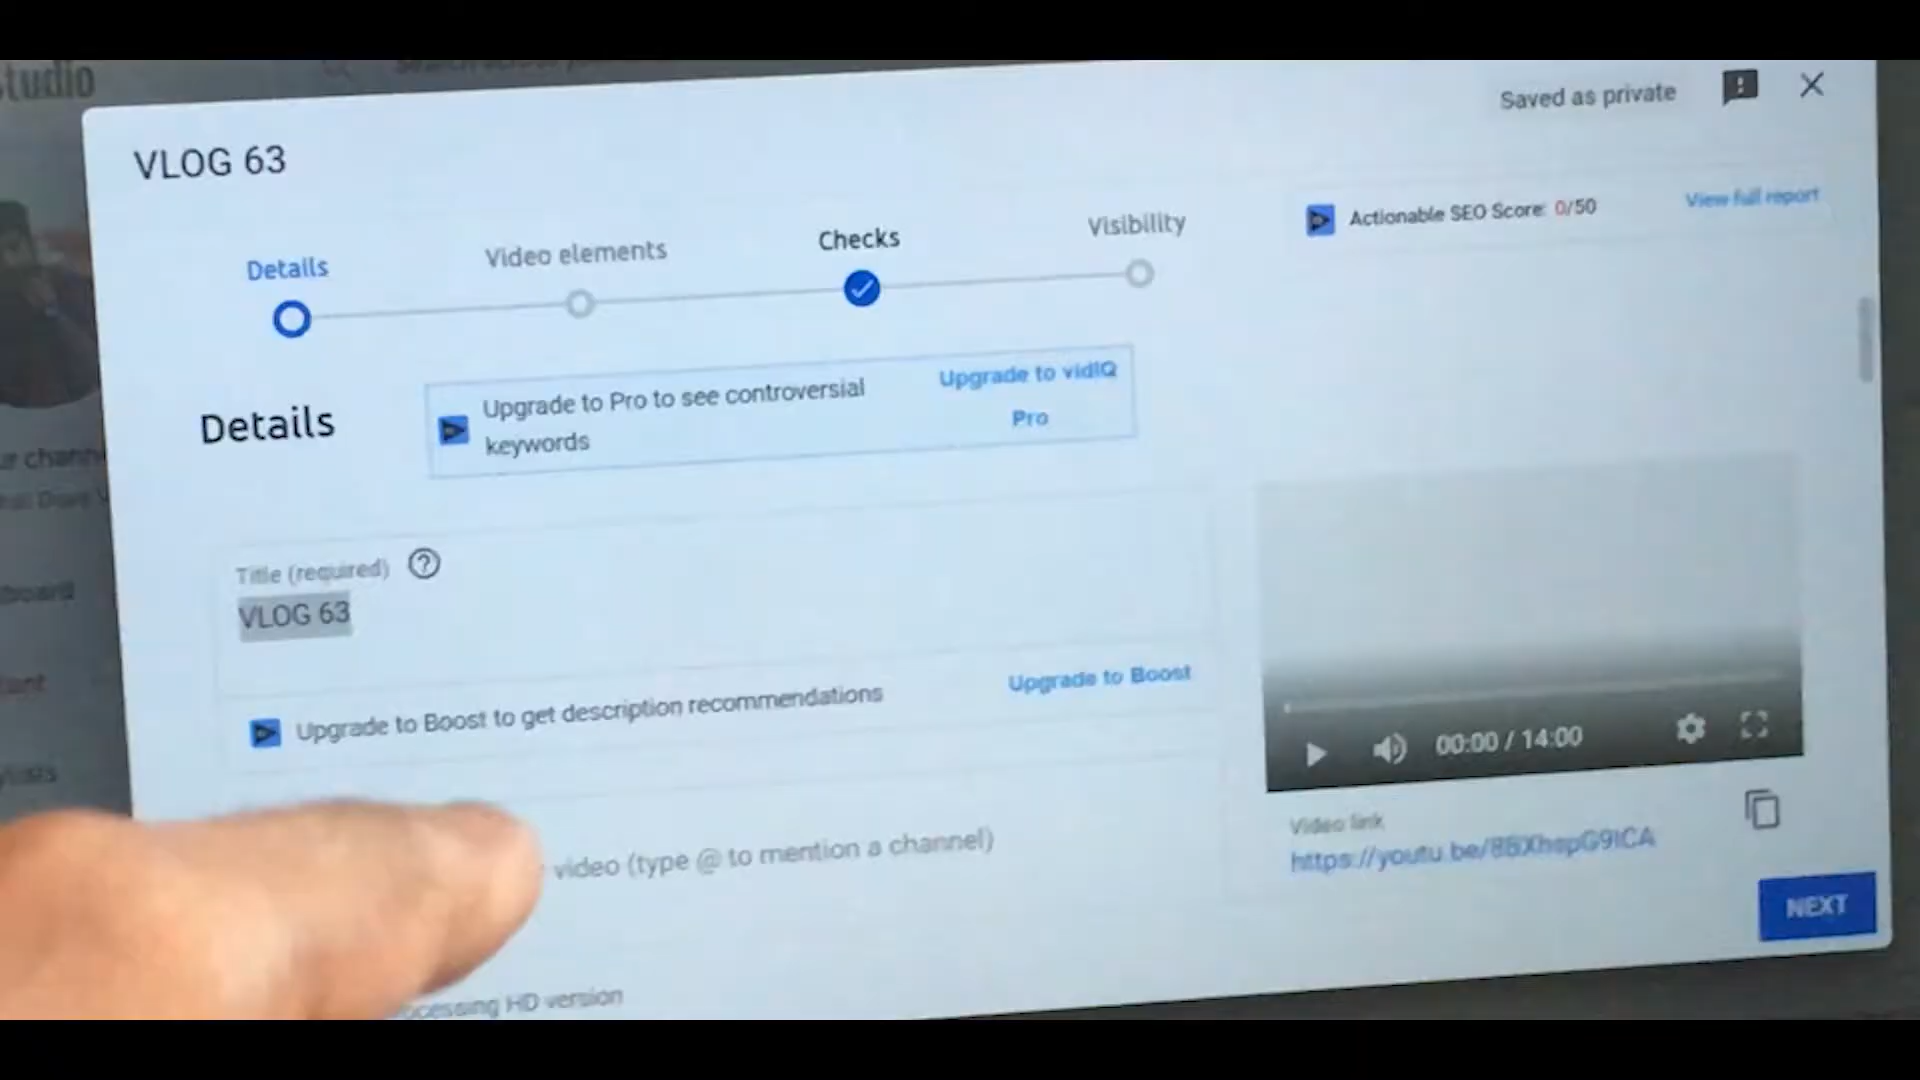 studio
Saved as private
VLOG 63
Actionable SEO Score: 0/50
View full report
Details
Video elements
Checks
Visibility
Details
Upgrade to Pro to see controversial
keywords
Upgrade to vidIQ
Pro
Title (required)
VLOG 63
Upgrade to Boost to get description recommendations
Upgrade to Boost
video (type @ to mention a channel)
00:00 / 14:00
Video link
NEXT
HD version